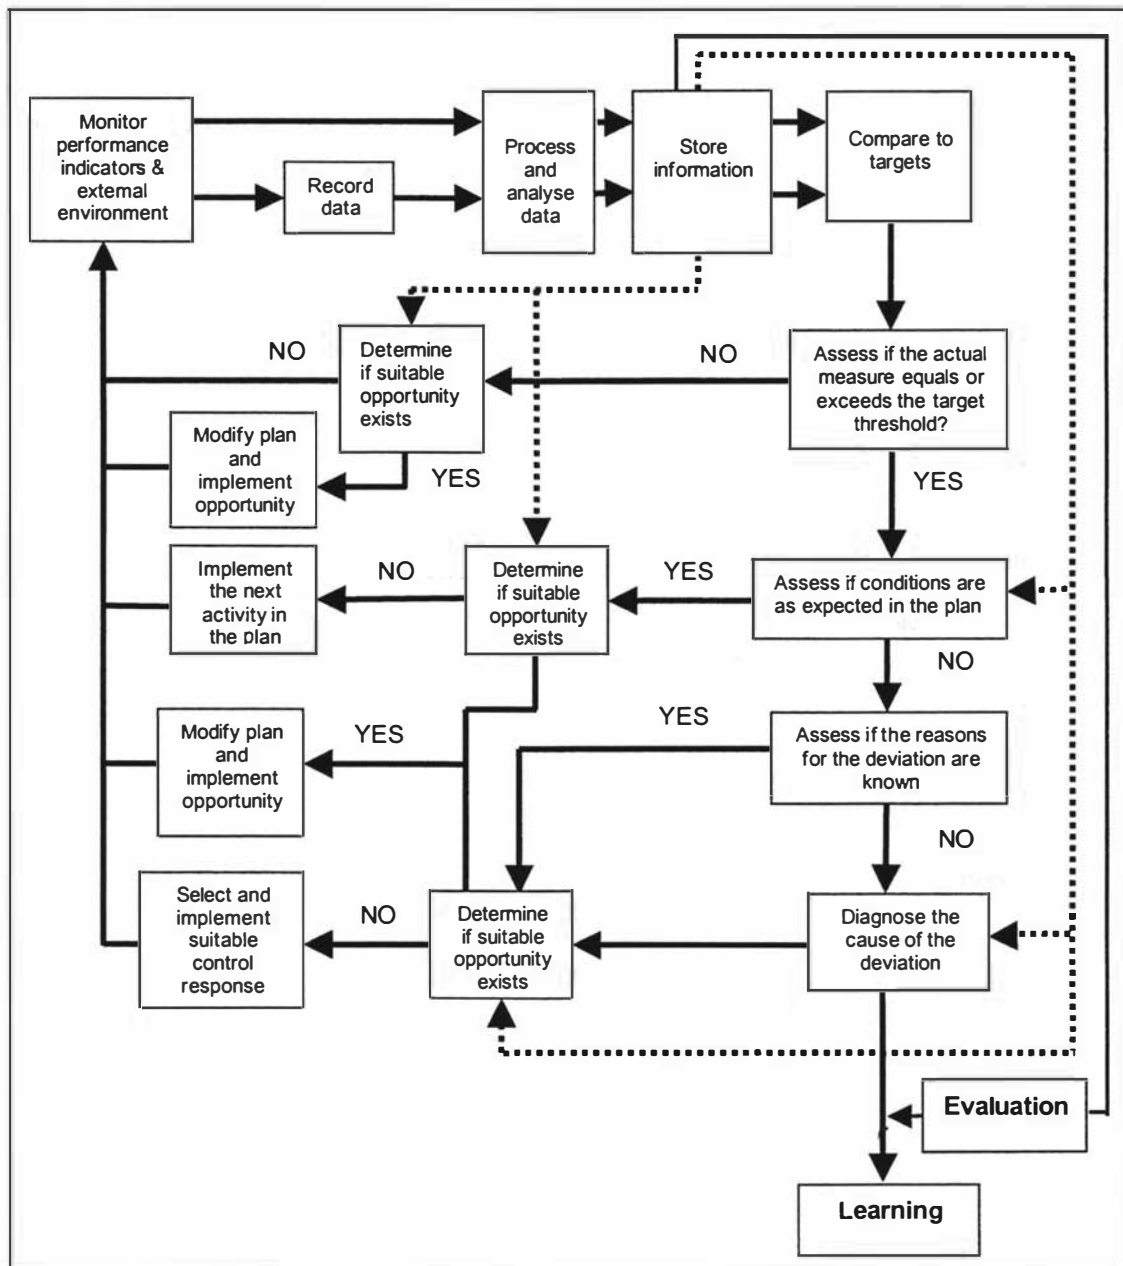 Monitor
performance
indicators &
external
environment
Record
data
Process
and
analyse
data
Store
information
Compare to
targets
NO
Determine
if suitable
opportunity
exists
NO
Assess if the actual
measure equals or
exceeds the target
threshold?
Modify plan
and
implement
opportunity
YES
YES
Implement
the next
activity in
the plan
NO
Determine
if suitable
opportunity
exists
YES
Assess if conditions are
as expected in the plan
NO
Modify plan
and
implement
opportunity
YES
YES
Assess if the reasons
for the deviation are
known
NO
Select and
implement
suitable
control
response
NO
Determine
if suitable
opportunity
exists
Diagnose the
cause of the
deviation
Evaluation
Learning